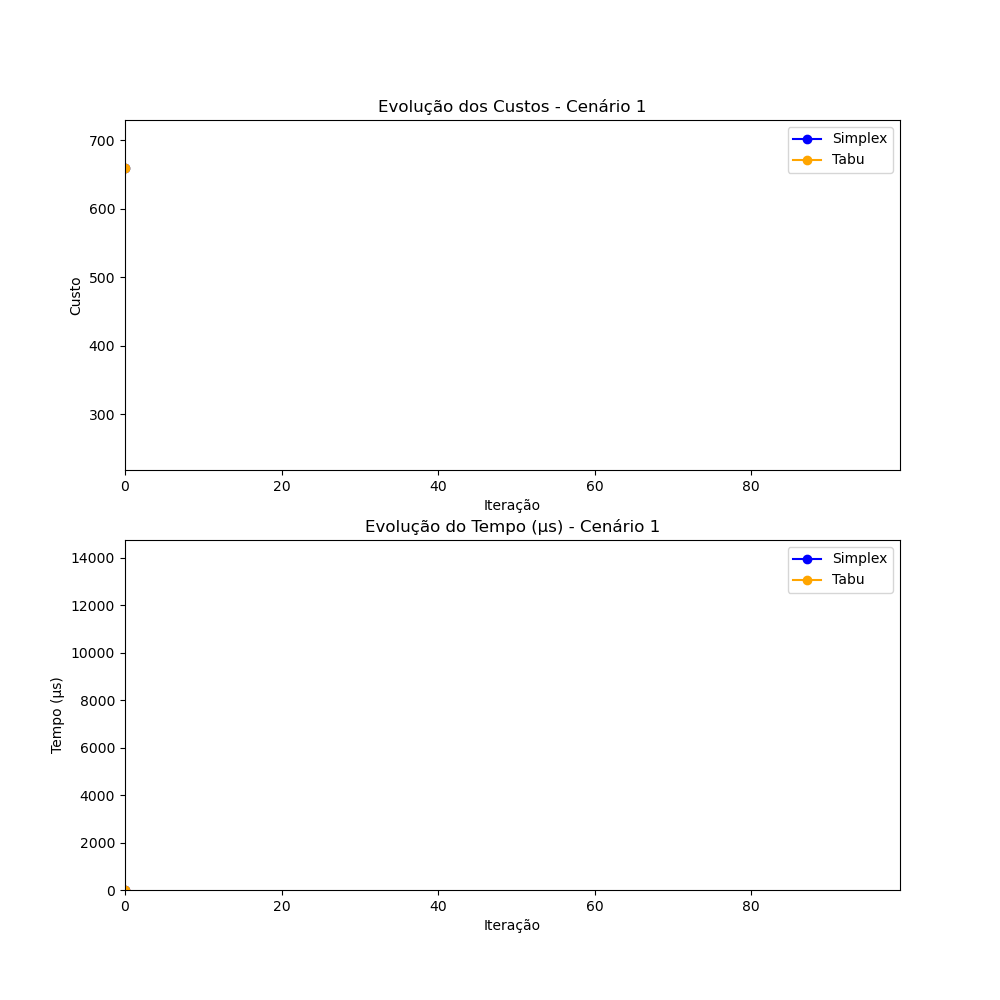 Evolução dos Custos - Cenário 1
700
600
500
400
300
Custo
Simplex
Tabu
0 20 40 60 80
Iteração
Evolução do Tempo (µs) - Cenário 1
14000
12000
10000
8000
6000
4000
2000
0
Tempo (µs)
Simplex
Tabu
0 20 40 60 80
Iteração